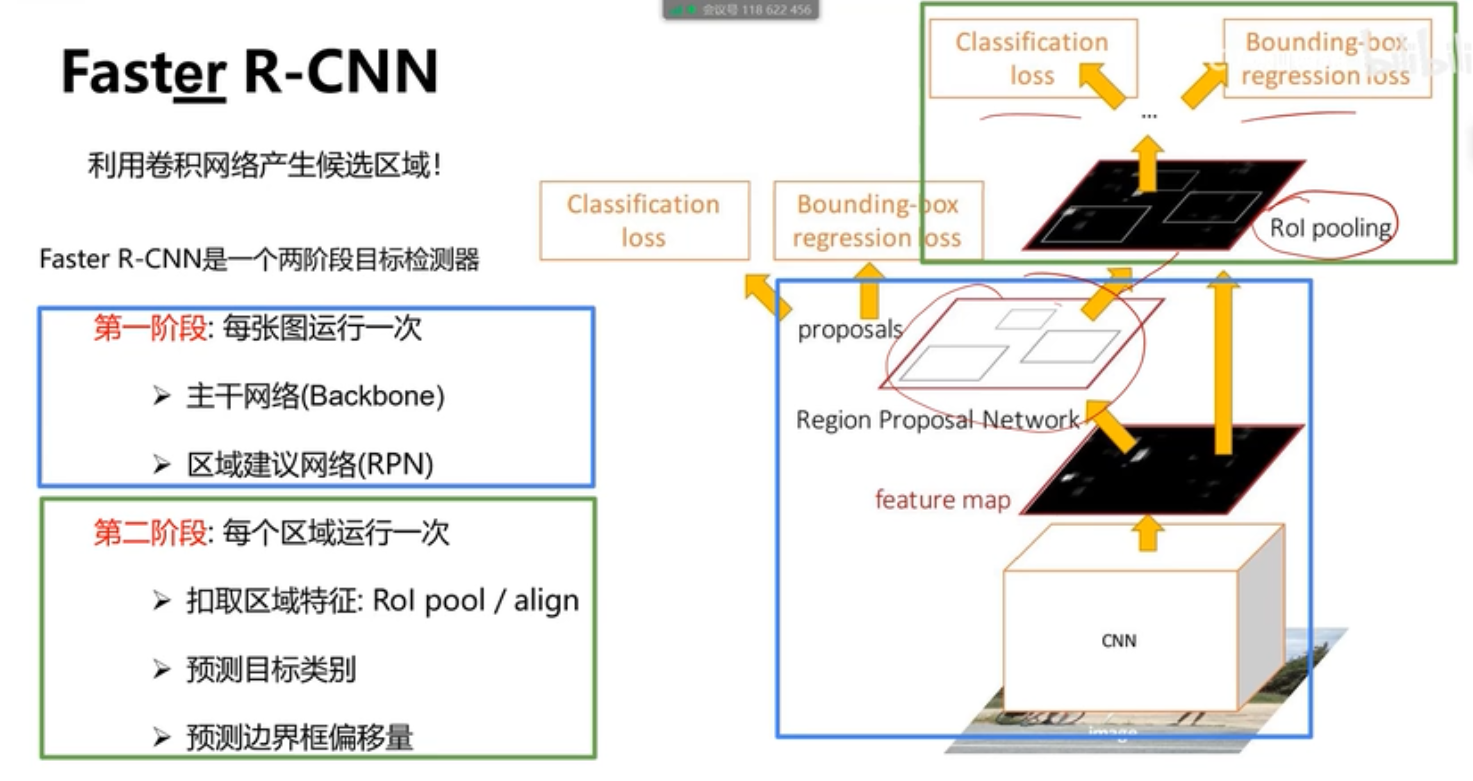 会议号 118 622 456
Faster R-CNN
利用卷积网络产生候选区域!
Faster R-CNN是一个两阶段目标检测器
第一阶段: 每张图运行一次
主干网络(Backbone)
区域建议网络(RPN)
第二阶段: 每个区域运行一次
扣取区域特征: RoI pool / align
预测目标类别
预测边界框偏移量
Classification
loss
Bounding-box
regression loss
...
RoI pooling
Classification
loss
Bounding-box
regression loss
proposals
Region Proposal Network
feature map
CNN
image
bilibili